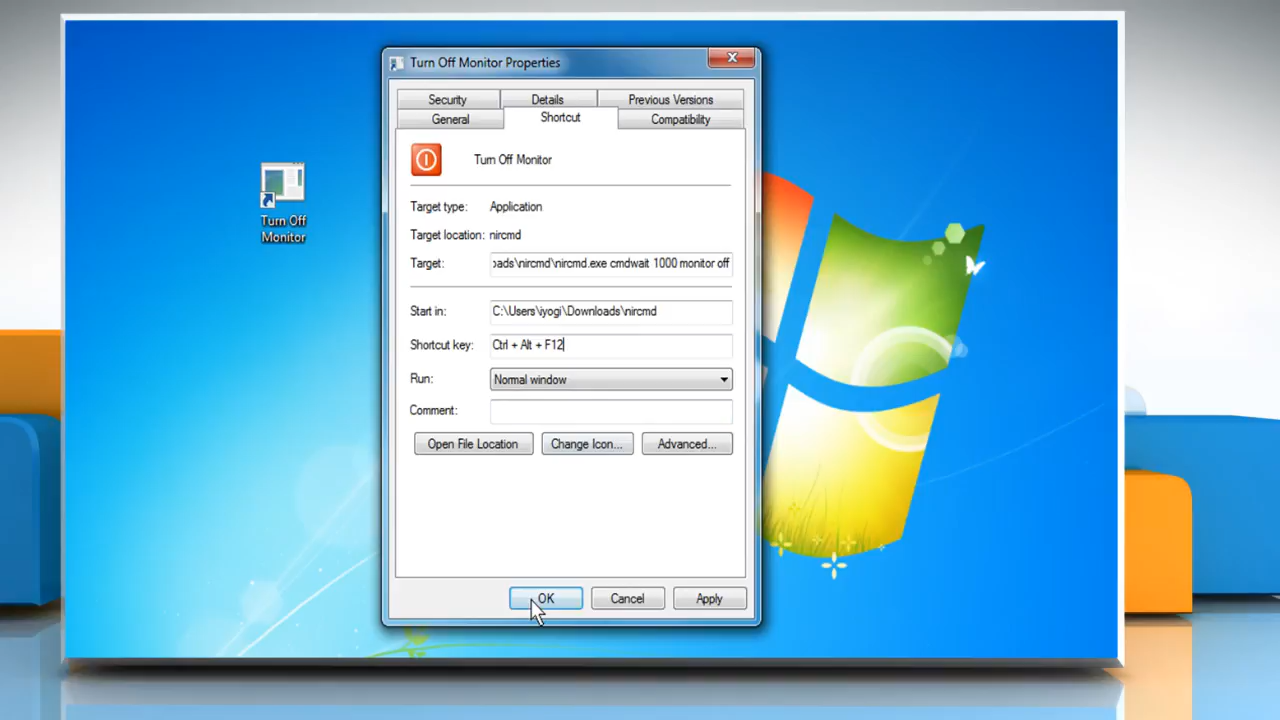 Turn Off Monitor Properties
Security
Details
Previous Versions
General
Shortcut
Compatibility
Turn Off Monitor
Target type:
Application
Target location:
nircmd
Target:
oads\nircmd\nircmd.exe cmdwait 1000 monitor off
Start in:
C:\Users\iyogi\Downloads\nircmd
Shortcut key:
Ctrl + Alt + F12
Run:
Normal window
Comment:
Open File Location
Change Icon...
Advanced...
OK
Cancel
Apply
Turn Off
Monitor